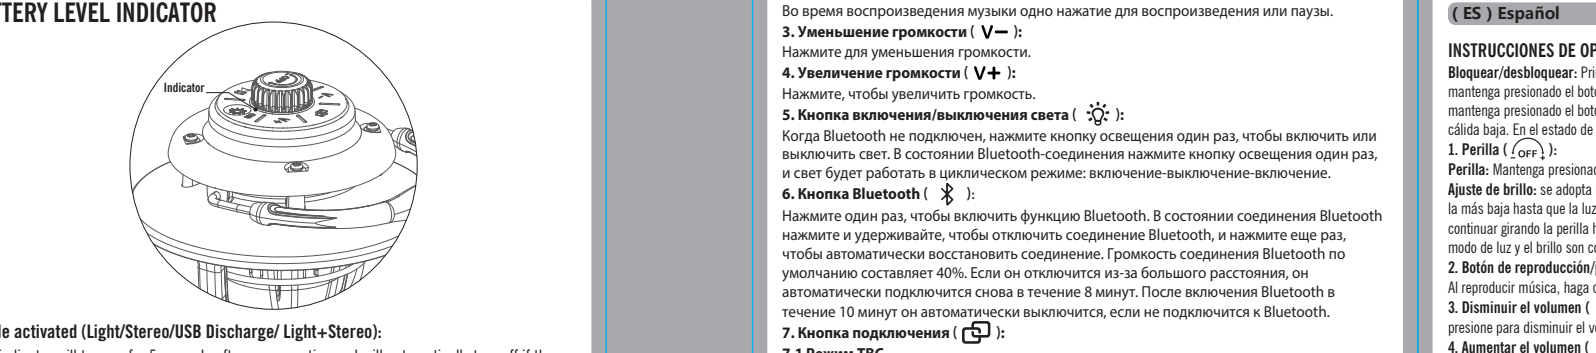 TTERY LEVEL INDICATOR
Indicator
le activated (Light/Stereo/USB Discharge/ Light+Stereo):
Во время воспроизведения музыки одно нажатие для воспроизведения или паузы.
3. Уменьшение громкости ( V− ):
Нажмите для уменьшения громкости.
4. Увеличение громкости ( V+ ):
Нажмите, чтобы увеличить громкость.
5. Кнопка включения/выключения света ( ):
Когда Bluetooth не подключен, нажмите кнопку освещения один раз, чтобы включить или
выключить свет. В состоянии Bluetooth-соединения нажмите кнопку освещения один раз,
и свет будет работать в циклическом режиме: включение-выключение-включение.
6. Кнопка Bluetooth ( ):
Нажмите один раз, чтобы включить функцию Bluetooth. В состоянии соединения Bluetooth
нажмите и удерживайте, чтобы отключить соединение Bluetooth, и нажмите еще раз,
чтобы автоматически восстановить соединение. Громкость соединения Bluetooth по
умолчанию составляет 40%. Если он отключится из-за большого расстояния, он
автоматически подключится снова в течение 8 минут. После включения Bluetooth в
течение 10 минут он автоматически выключится, если не подключится к Bluetooth.
7. Кнопка подключения ( ):
( ES ) Español
INSTRUCCIONES DE OP
Bloquear/desbloquear: Pri
mantenga presionado el bot
mantenga presionado el bot
cálida baja. En el estado de
1. Perilla ( - OFF + ):
Perilla: Mantenga presionad
Ajuste de brillo: se adopta
la más baja hasta que la luz
continuar girando la perilla h
modo de luz y el brillo son c
2. Botón de reproducción/
Al reproducir música, haga c
3. Disminuir el volumen (
presione para disminuir el v
4. Aumentar el volumen (